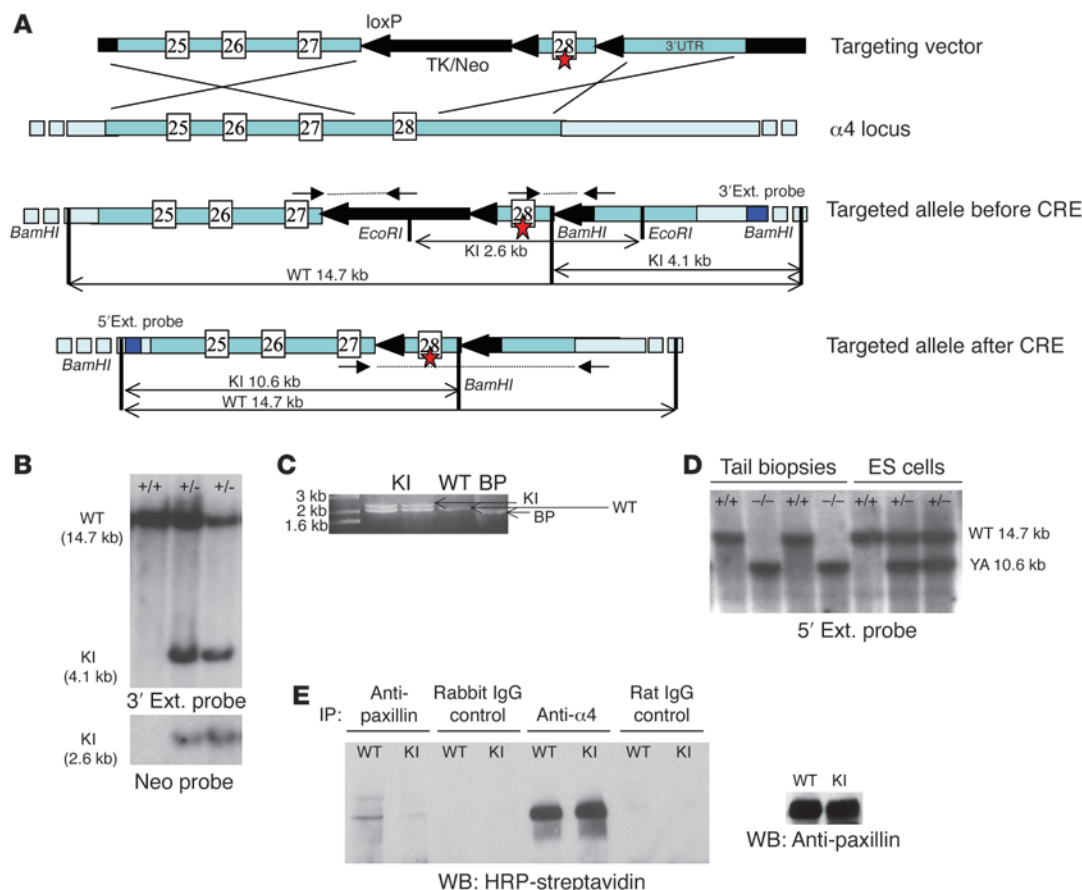 A
loxP
25 26 27 28 3'UTR
TK/Neo
Targeting vector
25 26 27 28
α4 locus
3'Ext. probe
25 26 27 28
Targeted allele before CRE
BamHI EcoRI BamHI EcoRI BamHI
KI 2.6 kb
WT 14.7 kb KI 4.1 kb
5'Ext. probe
25 26 27 28
Targeted allele after CRE
BamHI BamHI
KI 10.6 kb
WT 14.7 kb
B
+/+ +/- +/-
WT
(14.7 kb)
KI
(4.1 kb)
3' Ext. probe
KI
(2.6 kb)
Neo probe
C
KI WT BP
3 kb
2 kb
1.6 kb
KI
WT
BP
D
Tail biopsies ES cells
+/+ –/– +/+ –/– +/+ +/– +/–
WT 14.7 kb
YA 10.6 kb
5′ Ext. probe
E
IP:
Anti-
paxillin
Rabbit IgG
control
Anti-α4
Rat IgG
control
WT KI WT KI WT KI WT KI
WB: HRP-streptavidin
WT KI
WB: Anti-paxillin